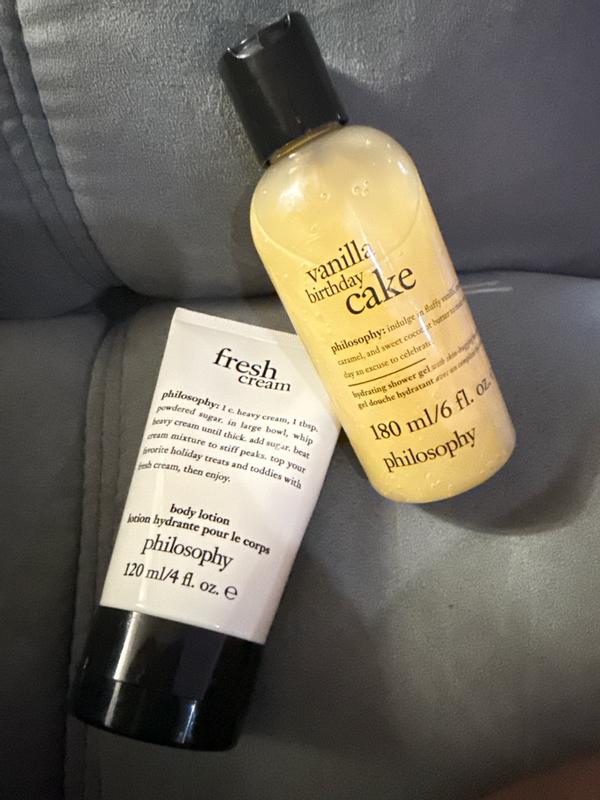 vanilla
birthday
cake
philosophy: indulge in fluffy
caramel, and sweet coconut butter
day an excuse to celebrate
hydrating shower gel with skin
gel douche hydratant avec un
180 ml/6 fl. oz.
philosophy
fresh
cream
philosophy: 1 c. heavy cream, 1 tbsp.
powdered sugar. in large bowl, whip
heavy cream until thick. add sugar. beat
cream mixture to stiff peaks. top your
favorite holiday treats and toddies with
fresh cream, then enjoy.
body lotion
lotion hydrante pour le corps
philosophy
120 ml/4 fl. oz. e